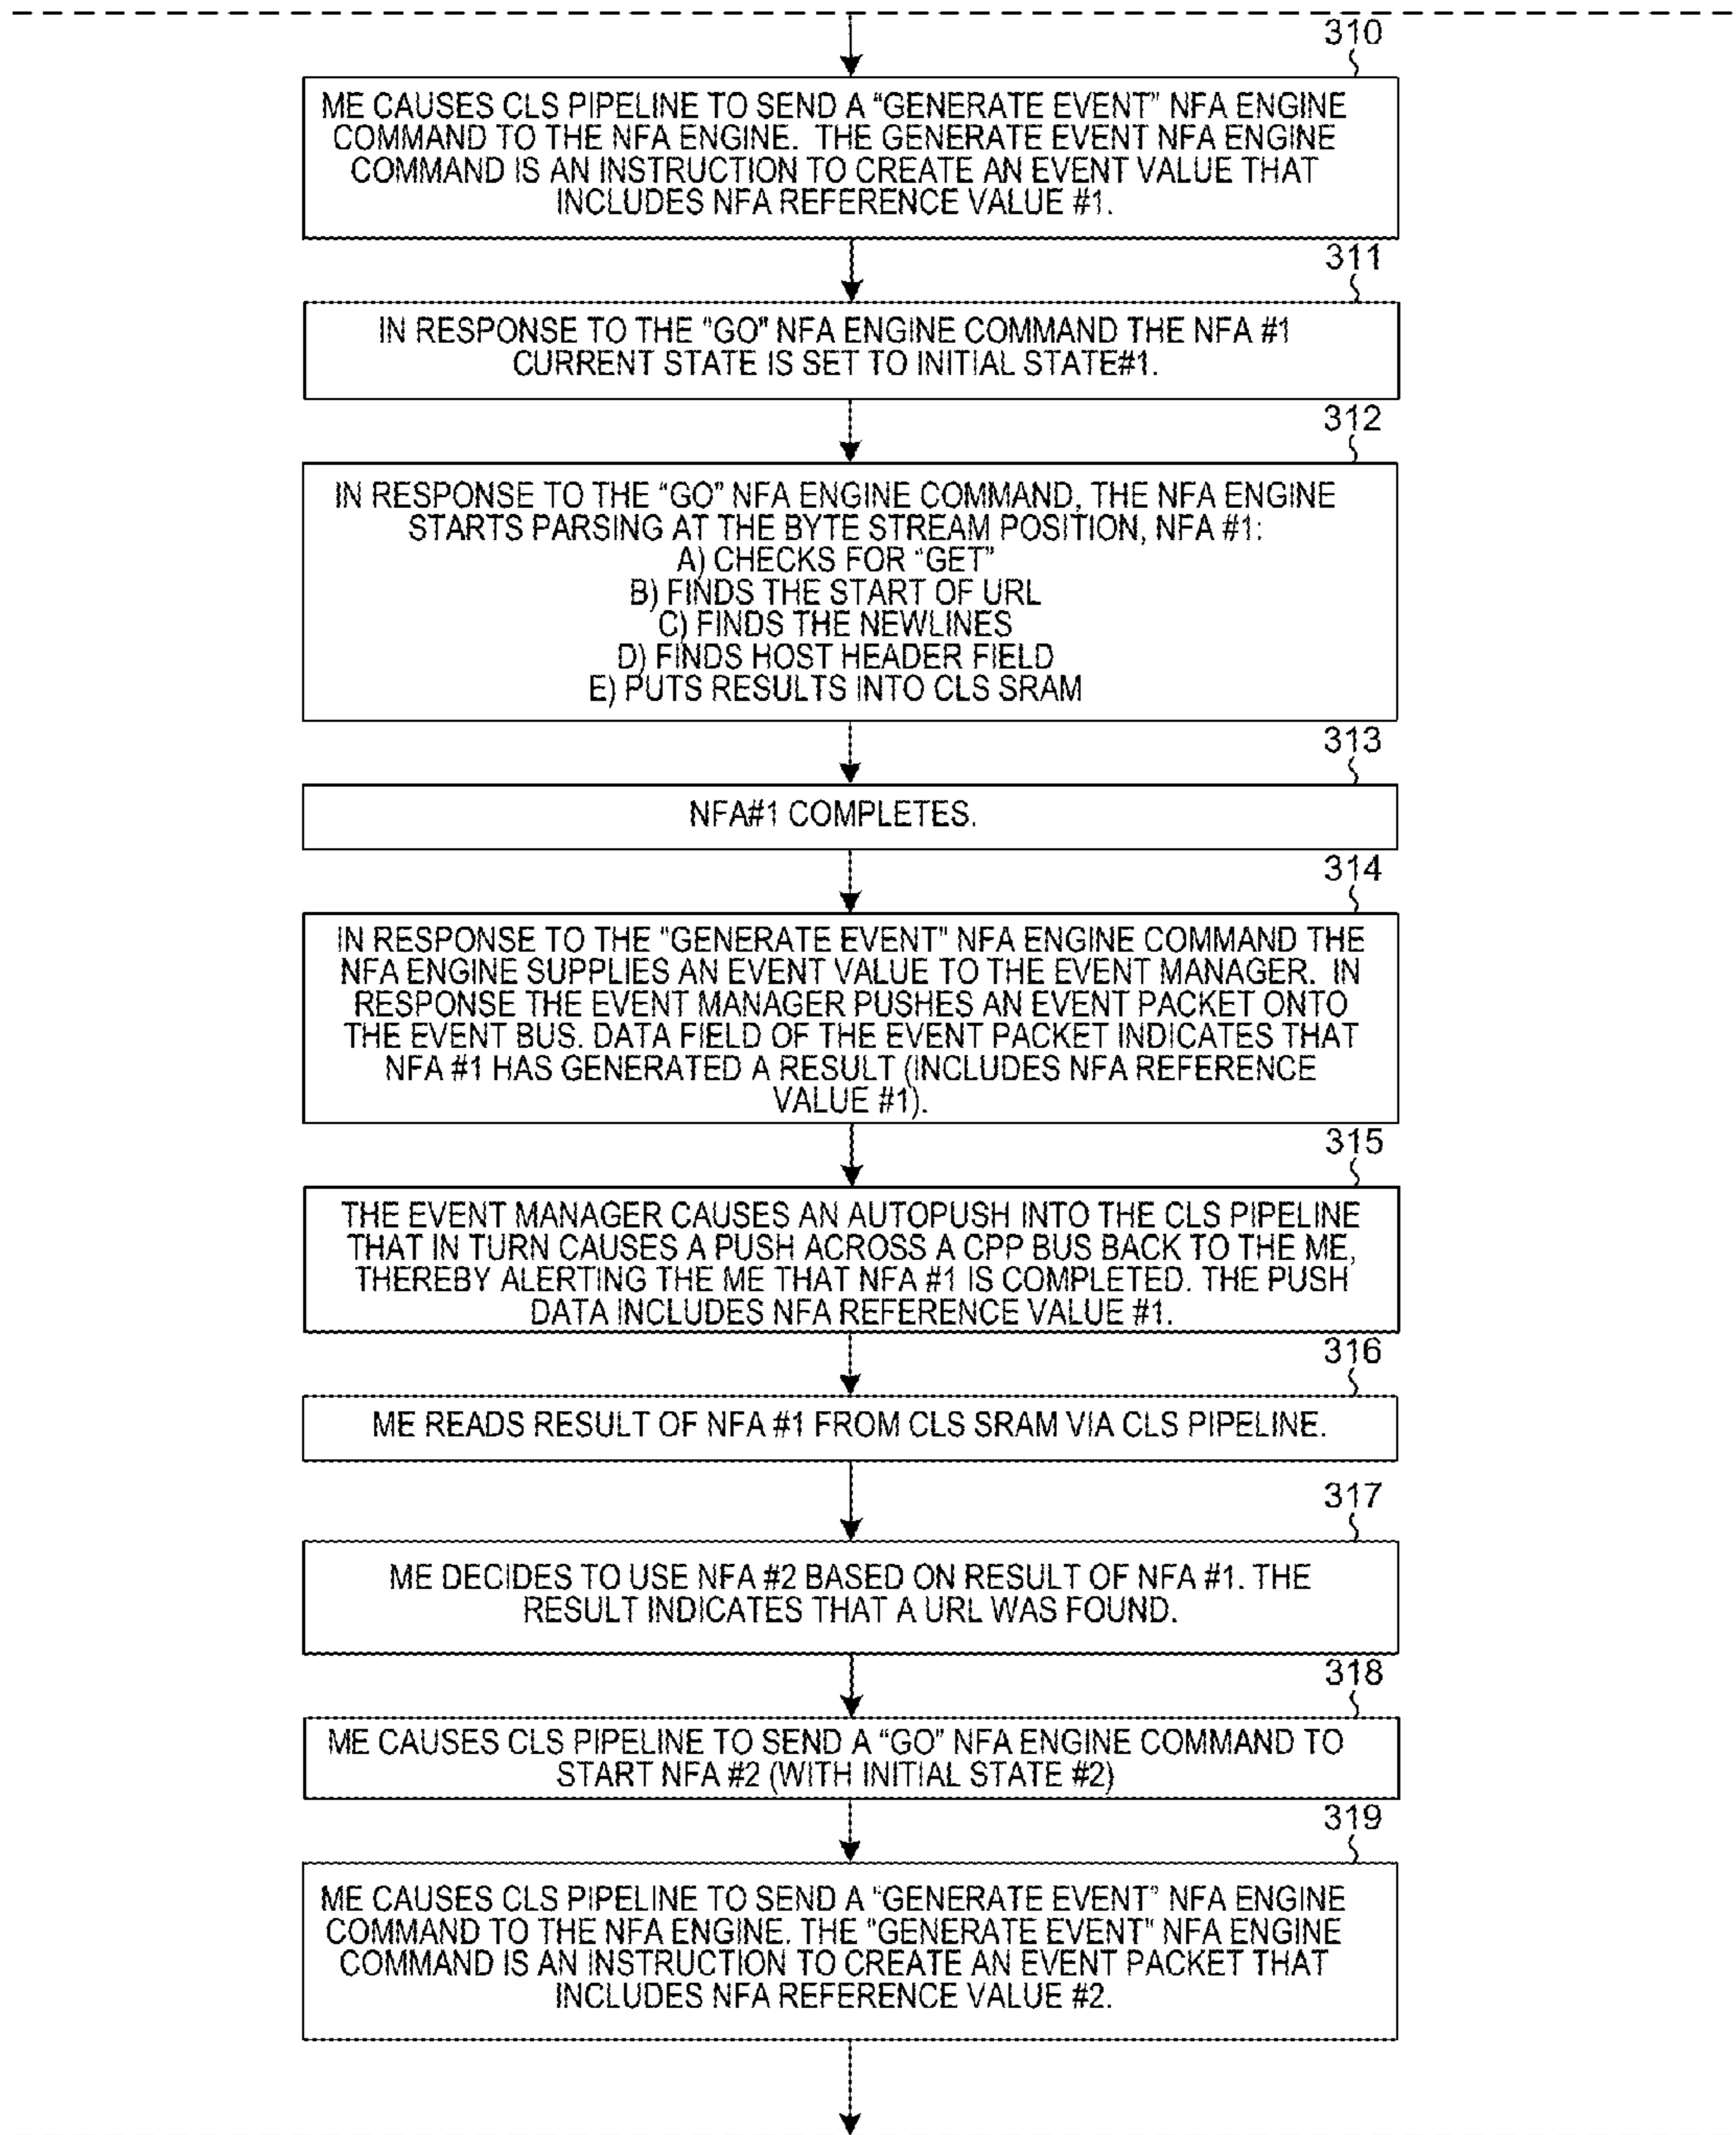 310
ME CAUSES CLS PIPELINE TO SEND A "GENERATE EVENT" NFA ENGINE
COMMAND TO THE NFA ENGINE. THE GENERATE EVENT NFA ENGINE
COMMAND IS AN INSTRUCTION TO CREATE AN EVENT VALUE THAT
INCLUDES NFA REFERENCE VALUE #1.
311
IN RESPONSE TO THE "GO" NFA ENGINE COMMAND THE NFA #1
CURRENT STATE IS SET TO INITIAL STATE#1.
312
IN RESPONSE TO THE "GO" NFA ENGINE COMMAND, THE NFA ENGINE
STARTS PARSING AT THE BYTE STREAM POSITION, NFA #1:
A) CHECKS FOR "GET"
B) FINDS THE START OF URL
C) FINDS THE NEWLINES
D) FINDS HOST HEADER FIELD
E) PUTS RESULTS INTO CLS SRAM
313
NFA#1 COMPLETES.
314
IN RESPONSE TO THE "GENERATE EVENT" NFA ENGINE COMMAND THE
NFA ENGINE SUPPLIES AN EVENT VALUE TO THE EVENT MANAGER. IN
RESPONSE THE EVENT MANAGER PUSHES AN EVENT PACKET ONTO
THE EVENT BUS. DATA FIELD OF THE EVENT PACKET INDICATES THAT
NFA #1 HAS GENERATED A RESULT (INCLUDES NFA REFERENCE
VALUE #1).
315
THE EVENT MANAGER CAUSES AN AUTOPUSH INTO THE CLS PIPELINE
THAT IN TURN CAUSES A PUSH ACROSS A CPP BUS BACK TO THE ME,
THEREBY ALERTING THE ME THAT NFA #1 IS COMPLETED. THE PUSH
DATA INCLUDES NFA REFERENCE VALUE #1.
316
ME READS RESULT OF NFA #1 FROM CLS SRAM VIA CLS PIPELINE.
317
ME DECIDES TO USE NFA #2 BASED ON RESULT OF NFA #1. THE
RESULT INDICATES THAT A URL WAS FOUND.
318
ME CAUSES CLS PIPELINE TO SEND A "GO" NFA ENGINE COMMAND TO
START NFA #2 (WITH INITIAL STATE #2)
319
ME CAUSES CLS PIPELINE TO SEND A "GENERATE EVENT" NFA ENGINE
COMMAND TO THE NFA ENGINE. THE "GENERATE EVENT" NFA ENGINE
COMMAND IS AN INSTRUCTION TO CREATE AN EVENT PACKET THAT
INCLUDES NFA REFERENCE VALUE #2.